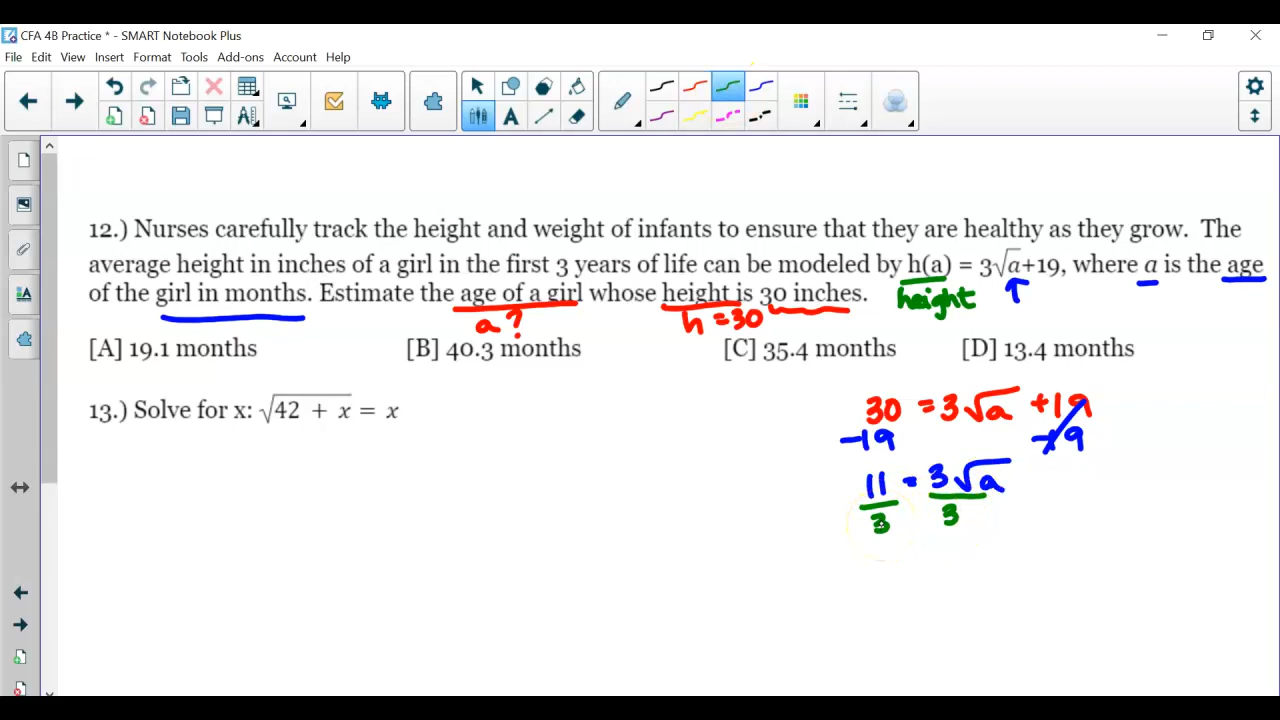 CFA 4B Practice * - SMART Notebook Plus
File Edit View Insert Format Tools Add-ons Account Help
12.) Nurses carefully track the height and weight of infants to ensure that they are healthy as they grow. The
average height in inches of a girl in the first 3 years of life can be modeled by h(a) = 3√a+19, where a is the age
of the girl in months. Estimate the age of a girl whose height is 30 inches.
height
a ?
h = 30
[A] 19.1 months [B] 40.3 months [C] 35.4 months [D] 13.4 months
30 = 3√a + 19
-19 -19
13.) Solve for x: √42 + x = x
11 = 3√a
3 3